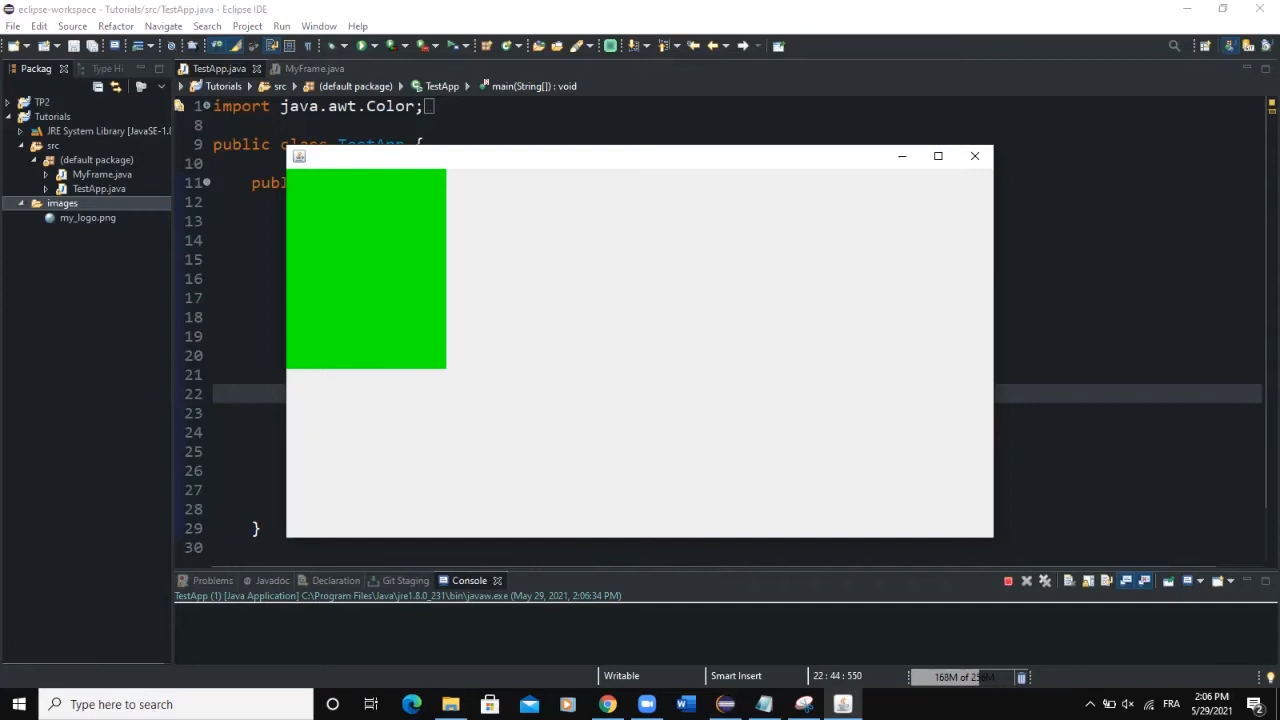 eclipse-workspace - Tutorials/src/TestApp.java - Eclipse IDE
File Edit Source Refactor Navigate Search Project Run Window Help
Packag Type Hi TestApp.java MyFrame.java
Tutorials src (default package) TestApp main(String[]) : void
TP2
Tutorials
JRE System Library [JavaSE-1.
src
(default package)
MyFrame.java
TestApp.java
images
my_logo.png
1 import java.awt.Color;
8
9 public class TestApp {
10
11 publ
12
13
14
15
16
17
18
19
20
21
22
23
24
25
26
27
28
29 }
30
Problems Javadoc Declaration Git Staging Console
TestApp (1) [Java Application] C:\Program Files\Java\jre1.8.0_231\bin\javaw.exe (May 29, 2021, 2:06:34 PM)
Writable Smart Insert 22 : 44 : 550 168M of 256M
Type here to search
FRA
2:06 PM
5/29/2021
2